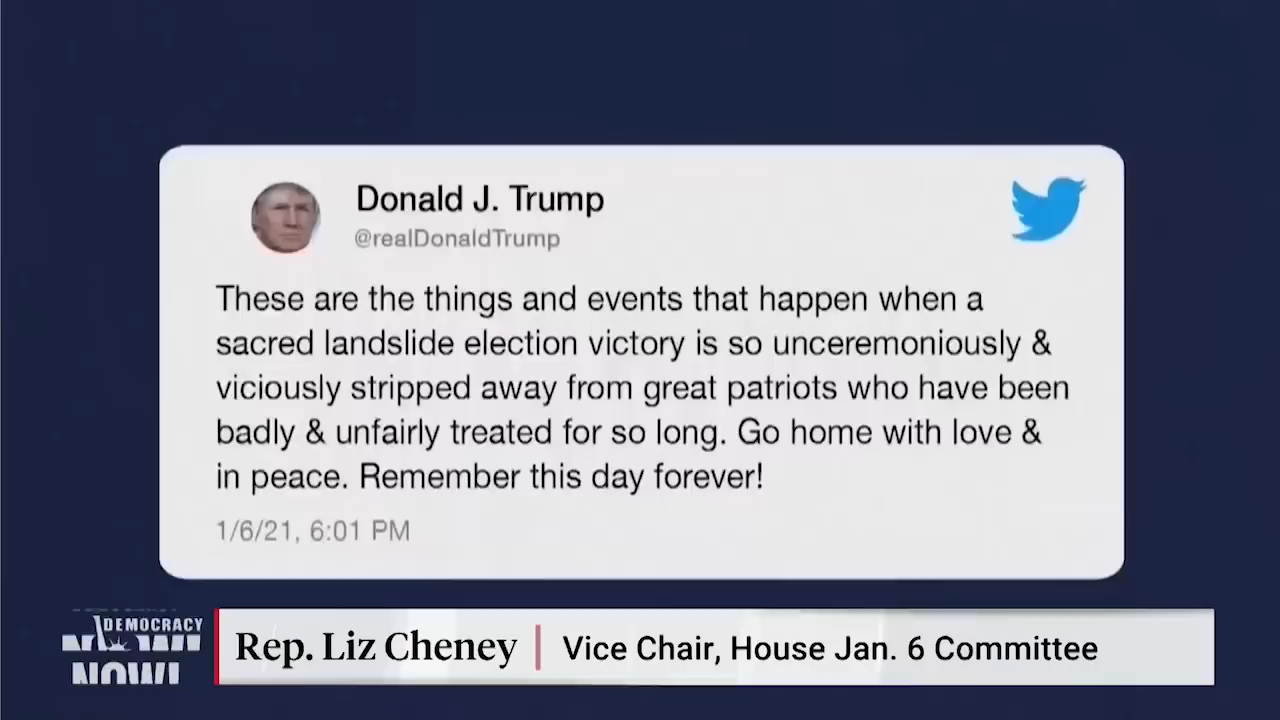 Donald J. Trump
@realDonaldTrump
These are the things and events that happen when a
sacred landslide election victory is so unceremoniously &
viciously stripped away from great patriots who have been
badly & unfairly treated for so long. Go home with love &
in peace. Remember this day forever!
1/6/21, 6:01 PM
DEMOCRACY
NOW!
Rep. Liz Cheney | Vice Chair, House Jan. 6 Committee